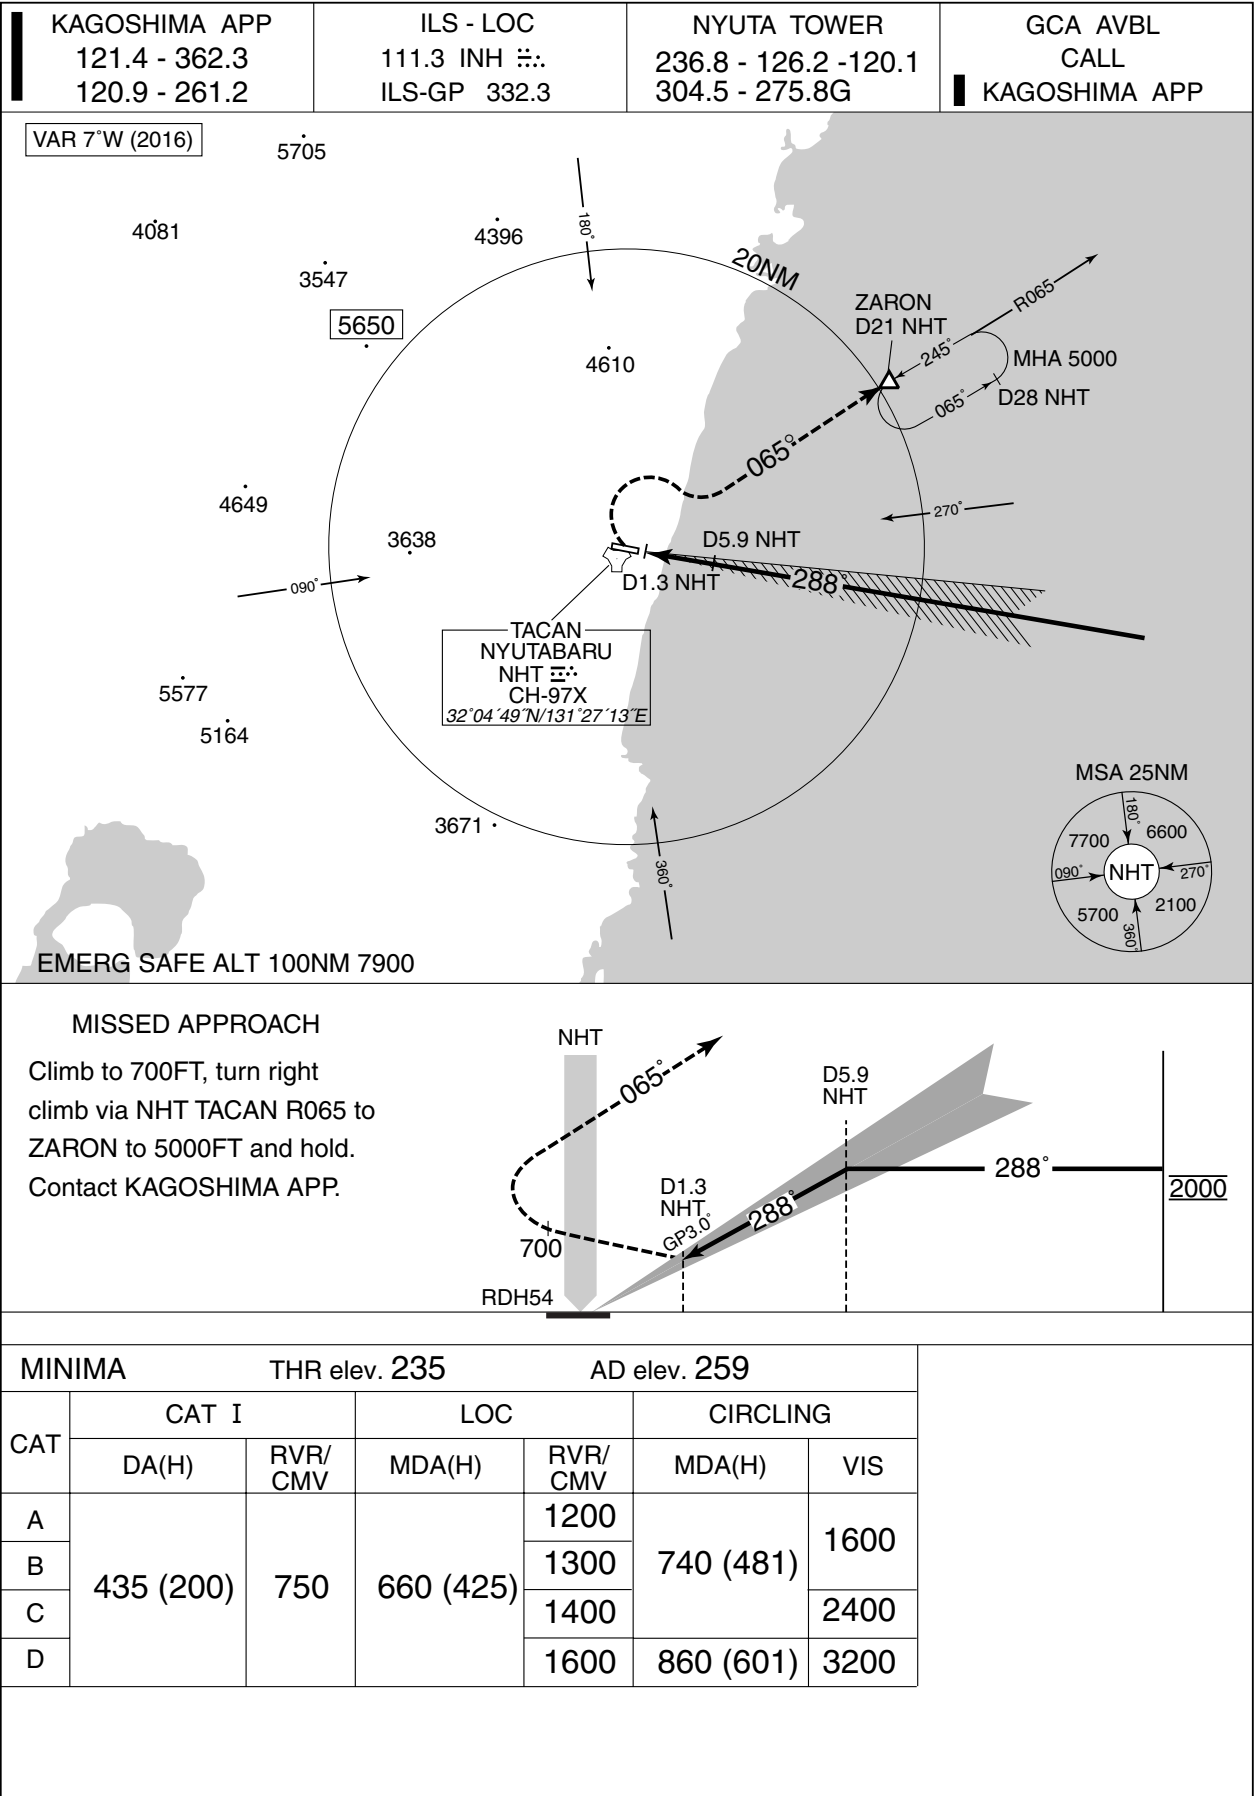 KAGOSHIMA APP
121.4 - 362.3
120.9 - 261.2
ILS - LOC
111.3 INH
ILS-GP 332.3
NYUTA TOWER
236.8 - 126.2 -120.1
304.5 - 275.8G
GCA AVBL
CALL
KAGOSHIMA APP
VAR 7°W (2016)
5705
4081
4396
3547
5650
4610
180°
20NM
ZARON
D21 NHT
R065
245°
MHA 5000
065°
D28 NHT
065°
4649
3638
270°
D5.9 NHT
D1.3 NHT
288°
090°
TACAN
NYUTABARU
NHT
CH-97X
32°04´49˝N/131°27´13˝E
5577
5164
3671
360°
MSA 25NM
180°
7700
6600
090°
NHT
270°
5700
2100
360°
EMERG SAFE ALT 100NM 7900
MISSED APPROACH
Climb to 700FT, turn right
climb via NHT TACAN R065 to
ZARON to 5000FT and hold.
Contact KAGOSHIMA APP.
NHT
065°
D5.9
NHT
288°
2000
D1.3
NHT
288°
GP3.0°
700
RDH54
MINIMA THR elev. 235 AD elev. 259
CAT
CAT I
LOC
CIRCLING
DA(H)
RVR/
CMV
MDA(H)
RVR/
CMV
MDA(H)
VIS
A
B
C
D
435 (200)
750
660 (425)
1200
1300
1400
1600
740 (481)
860 (601)
1600
2400
3200